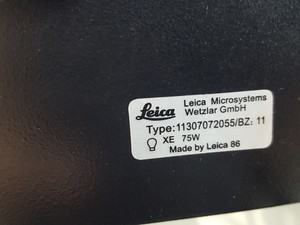 Leica Leica Microsystems
Wetzlar GmbH
Type:11307072055/BZ: 11
XE 75W
Made by Leica 86